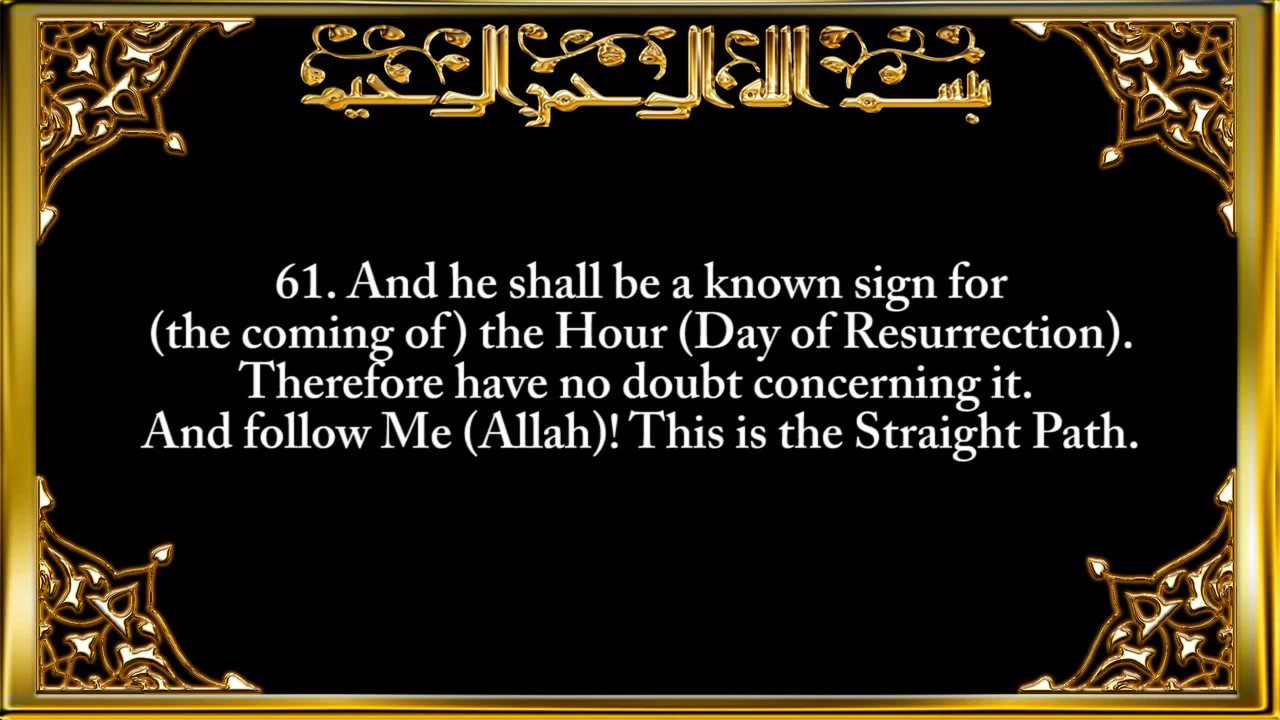 بسم الله الرحمن الرحيم
61. And he shall be a known sign for
(the coming of) the Hour (Day of Resurrection).
Therefore have no doubt concerning it.
And follow Me (Allah)! This is the Straight Path.